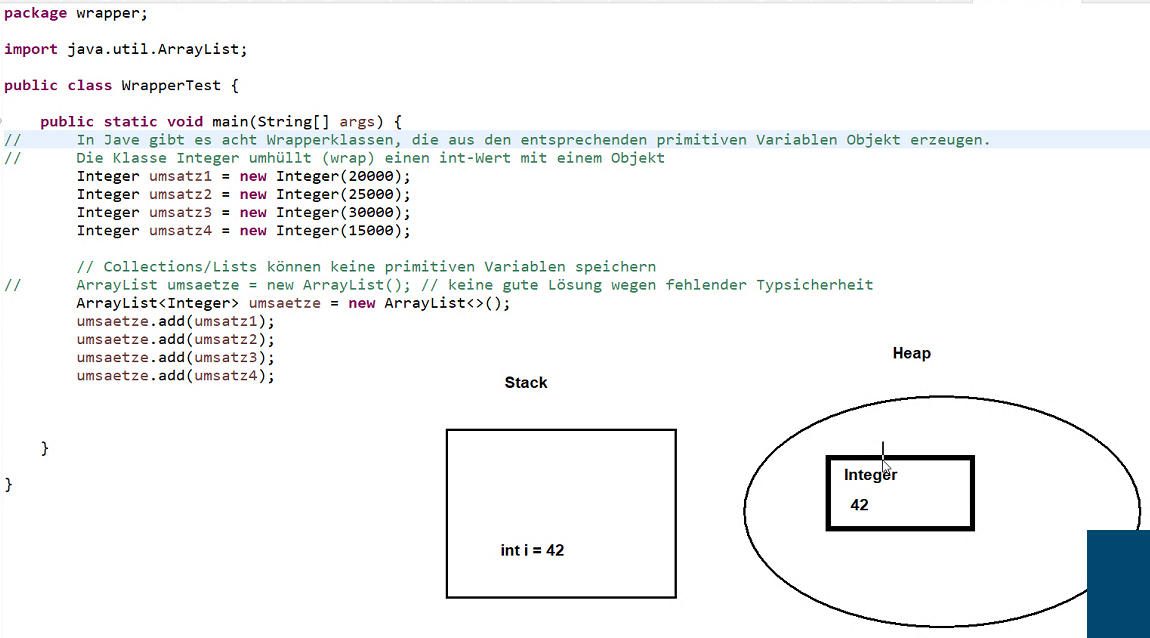 package wrapper;
import java.util.ArrayList;
public class WrapperTest {
public static void main(String[] args) {
// In Jave gibt es acht Wrapperklassen, die aus den entsprechenden primitiven Variablen Objekt erzeugen.
// Die Klasse Integer umhüllt (wrap) einen int-Wert mit einem Objekt
Integer umsatz1 = new Integer(20000);
Integer umsatz2 = new Integer(25000);
Integer umsatz3 = new Integer(30000);
Integer umsatz4 = new Integer(15000);
// Collections/Lists können keine primitiven Variablen speichern
// ArrayList umsaetze = new ArrayList(); // keine gute Lösung wegen fehlender Typsicherheit
ArrayList<Integer> umsaetze = new ArrayList<>();
umsaetze.add(umsatz1);
umsaetze.add(umsatz2);
umsaetze.add(umsatz3);
umsaetze.add(umsatz4);
}
}
Stack
int i = 42
Heap
Integer
42